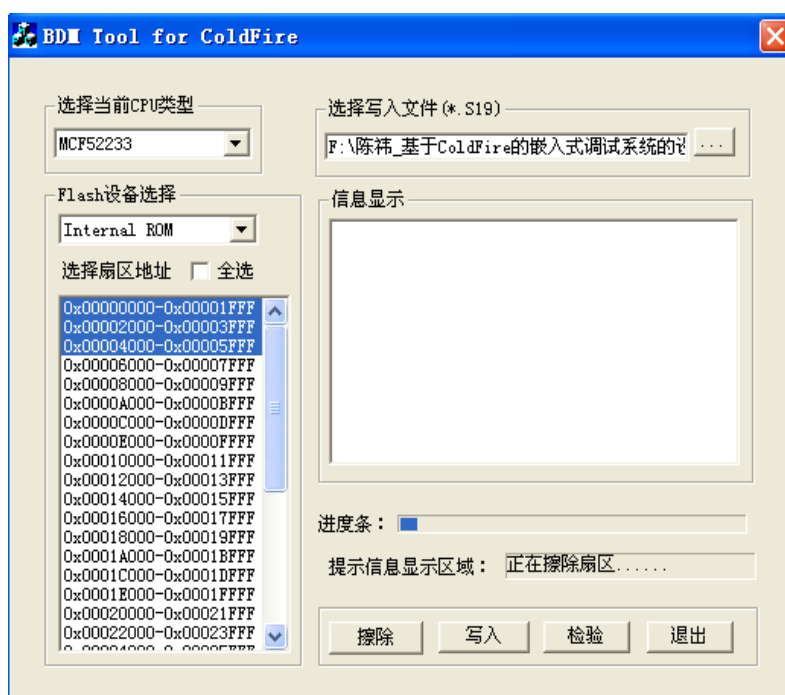 BDM Tool for ColdFire
选择当前CPU类型
MCF52233
选择写入文件(*.S19)
F:\陈祎_基于ColdFire的嵌入式调试系统的
...
Flash设备选择
Internal ROM
选择扇区地址 全选
0x00000000-0x00001FFF
0x00002000-0x00003FFF
0x00004000-0x00005FFF
0x00006000-0x00007FFF
0x00008000-0x00009FFF
0x0000A000-0x0000BFFF
0x0000C000-0x0000DFFF
0x0000E000-0x0000FFFF
0x00010000-0x00011FFF
0x00012000-0x00013FFF
0x00014000-0x00015FFF
0x00016000-0x00017FFF
0x00018000-0x00019FFF
0x0001A000-0x0001BFFF
0x0001C000-0x0001DFFF
0x0001E000-0x0001FFFF
0x00020000-0x00021FFF
0x00022000-0x00023FFF
信息显示
进度条：
提示信息显示区域： 正在擦除扇区......
擦除 写入 检验 退出